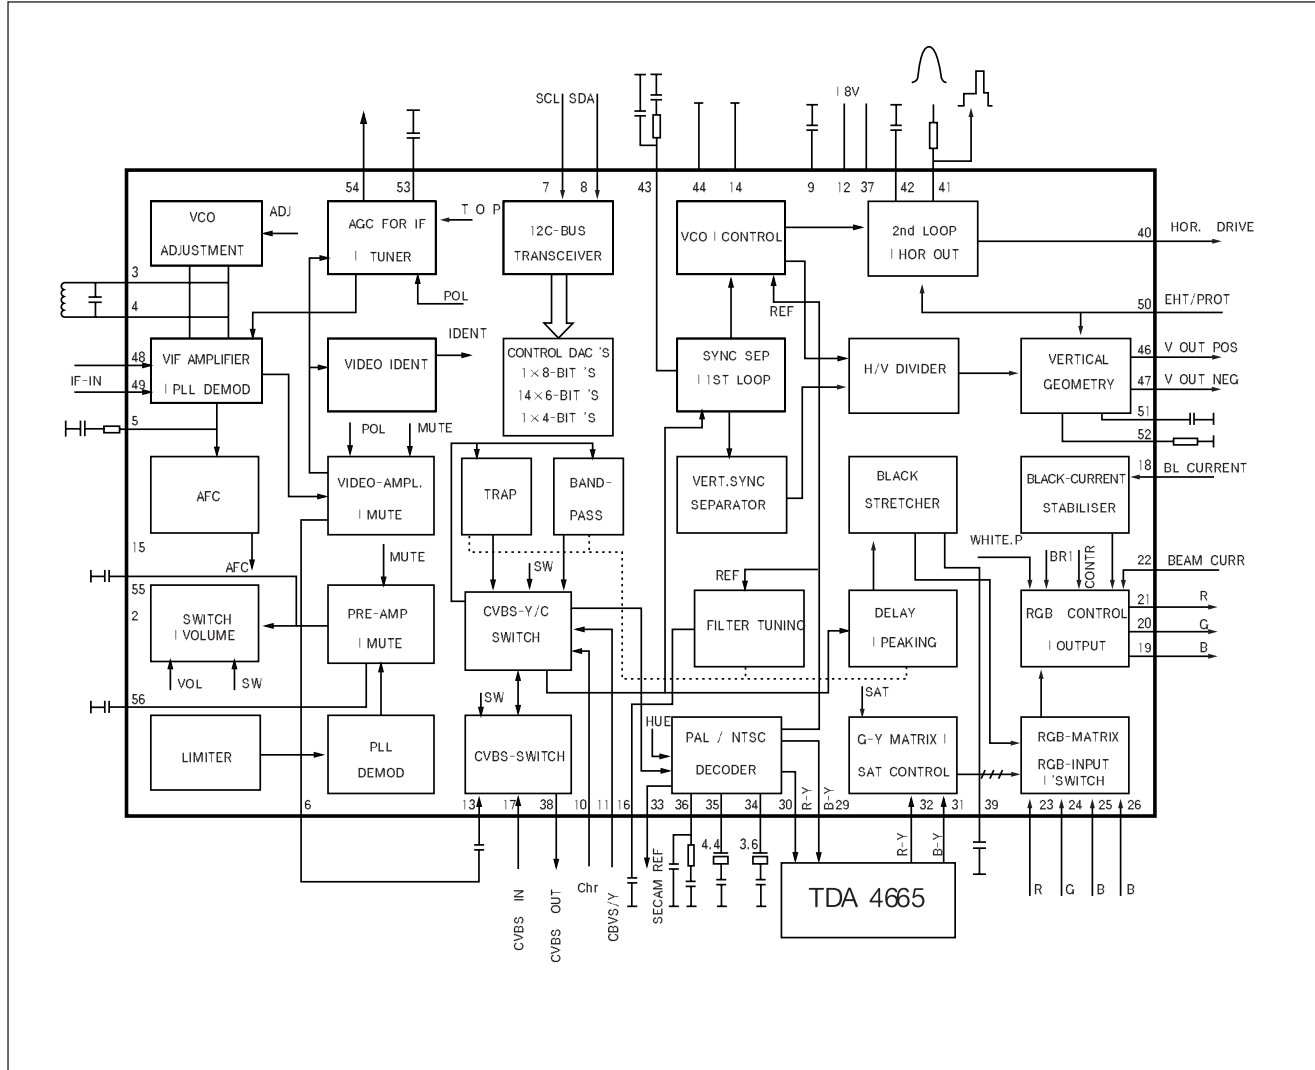 SCL SDA
| 8V
54 53 7 8 43 44 14 9 12 37 42 41
VCO
ADJUSTMENT
ADJ
AGC FOR IF
| TUNER
T O P
12C-BUS
TRANSCEIVER
VCO | CONTROL
2nd LOOP
| HOR OUT
40 HOR. DRIVE
3
4
POL
REF
50 EHT/PROT
IDENT
48
IF-IN
49
VIF AMPLIFIER
| PLL DEMOD
VIDEO IDENT
CONTROL DAC 'S
1×8-BIT 'S
14×6-BIT 'S
1×4-BIT 'S
SYNC SEP
| 1ST LOOP
H/V DIVIDER
VERTICAL
GEOMETRY
46 V OUT POS
47 V OUT NEG
51
52
5
POL MUTE
AFC
VIDEO-AMPL.
| MUTE
TRAP
BAND-
PASS
VERT.SYNC
SEPARATOR
BLACK
STRETCHER
BLACK-CURRENT
STABILISER
18 BL CURRENT
15
AFC
MUTE
SW
REF
WHITE.P
BR1
CONTR
22 BEAM CURR
55
2
SWITCH
| VOLUME
PRE-AMP
| MUTE
CVBS-Y/C
SWITCH
FILTER TUNING
DELAY
| PEAKING
RGB CONTROL
| OUTPUT
21 R
20 G
19 B
VOL SW
56
SW
HUE
SAT
LIMITER
PLL
DEMOD
CVBS-SWITCH
PAL / NTSC
DECODER
G-Y MATRIX |
SAT CONTROL
RGB-MATRIX
RGB-INPUT
| 'SWITCH
6 13 17 38 10 11 16 33 36 35 34 30 29 32 31 39 23 24 25 26
R-Y
B-Y
R-Y
B-Y
4.4
3.6
CVBS IN
CVBS OUT
Chr
CBVS/Y
SECAM REF
TDA 4665
R G B B